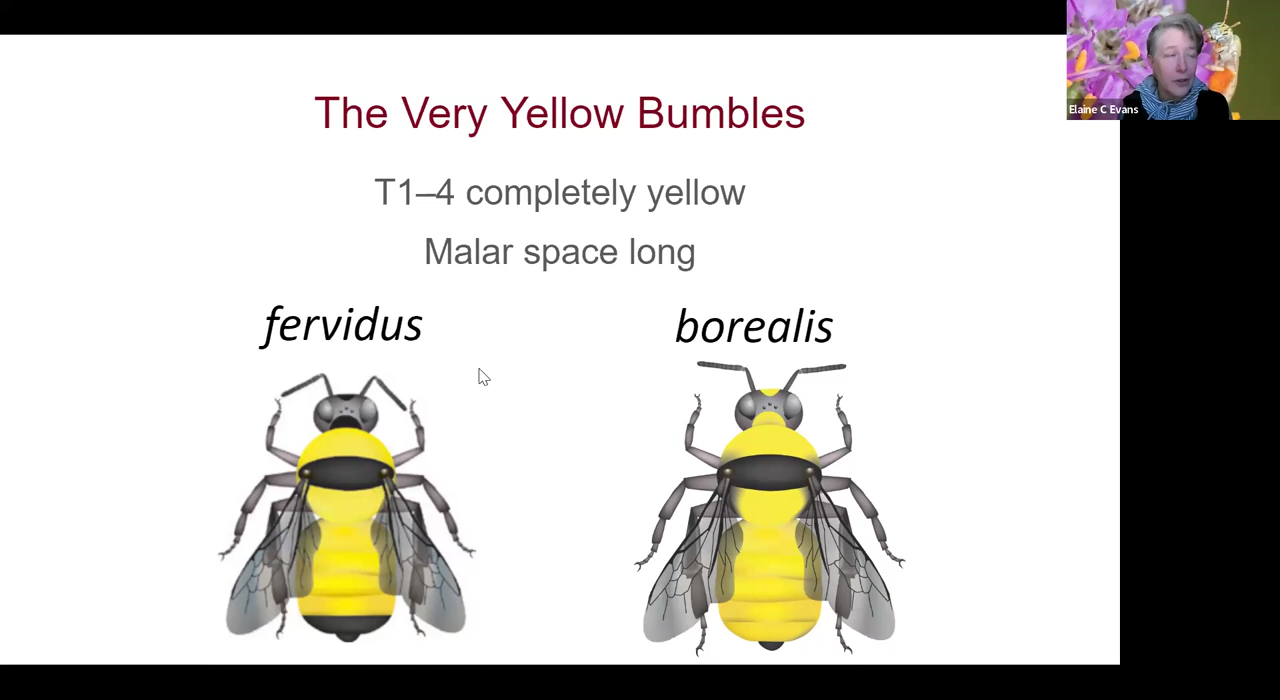 The Very Yellow Bumbles
T1–4 completely yellow
Malar space long
fervidus
borealis
Elaine C Evans